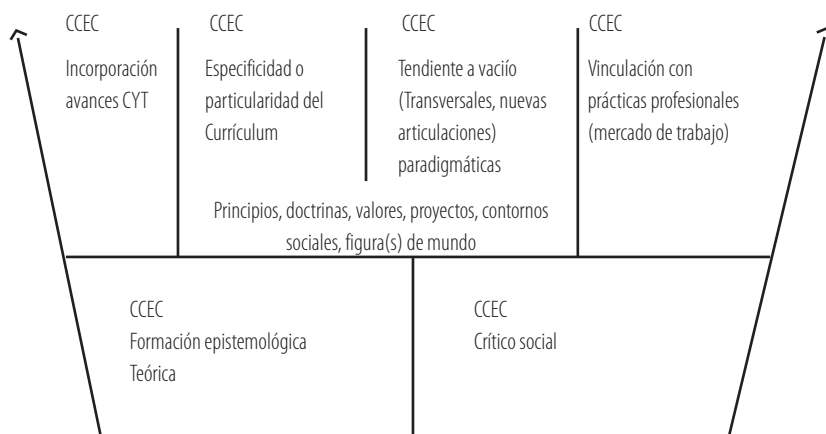 CCEC
Incorporación
avances CYT
CCEC
Especificidad o
particularidad del
Currículum
CCEC
Tendiente a vaciío
(Transversales, nuevas
articulaciones)
paradigmáticas
CCEC
Vinculación con
prácticas profesionales
(mercado de trabajo)
Principios, doctrinas, valores, proyectos, contornos
sociales, figura(s) de mundo
CCEC
Formación epistemológica
Teórica
CCEC
Crítico social